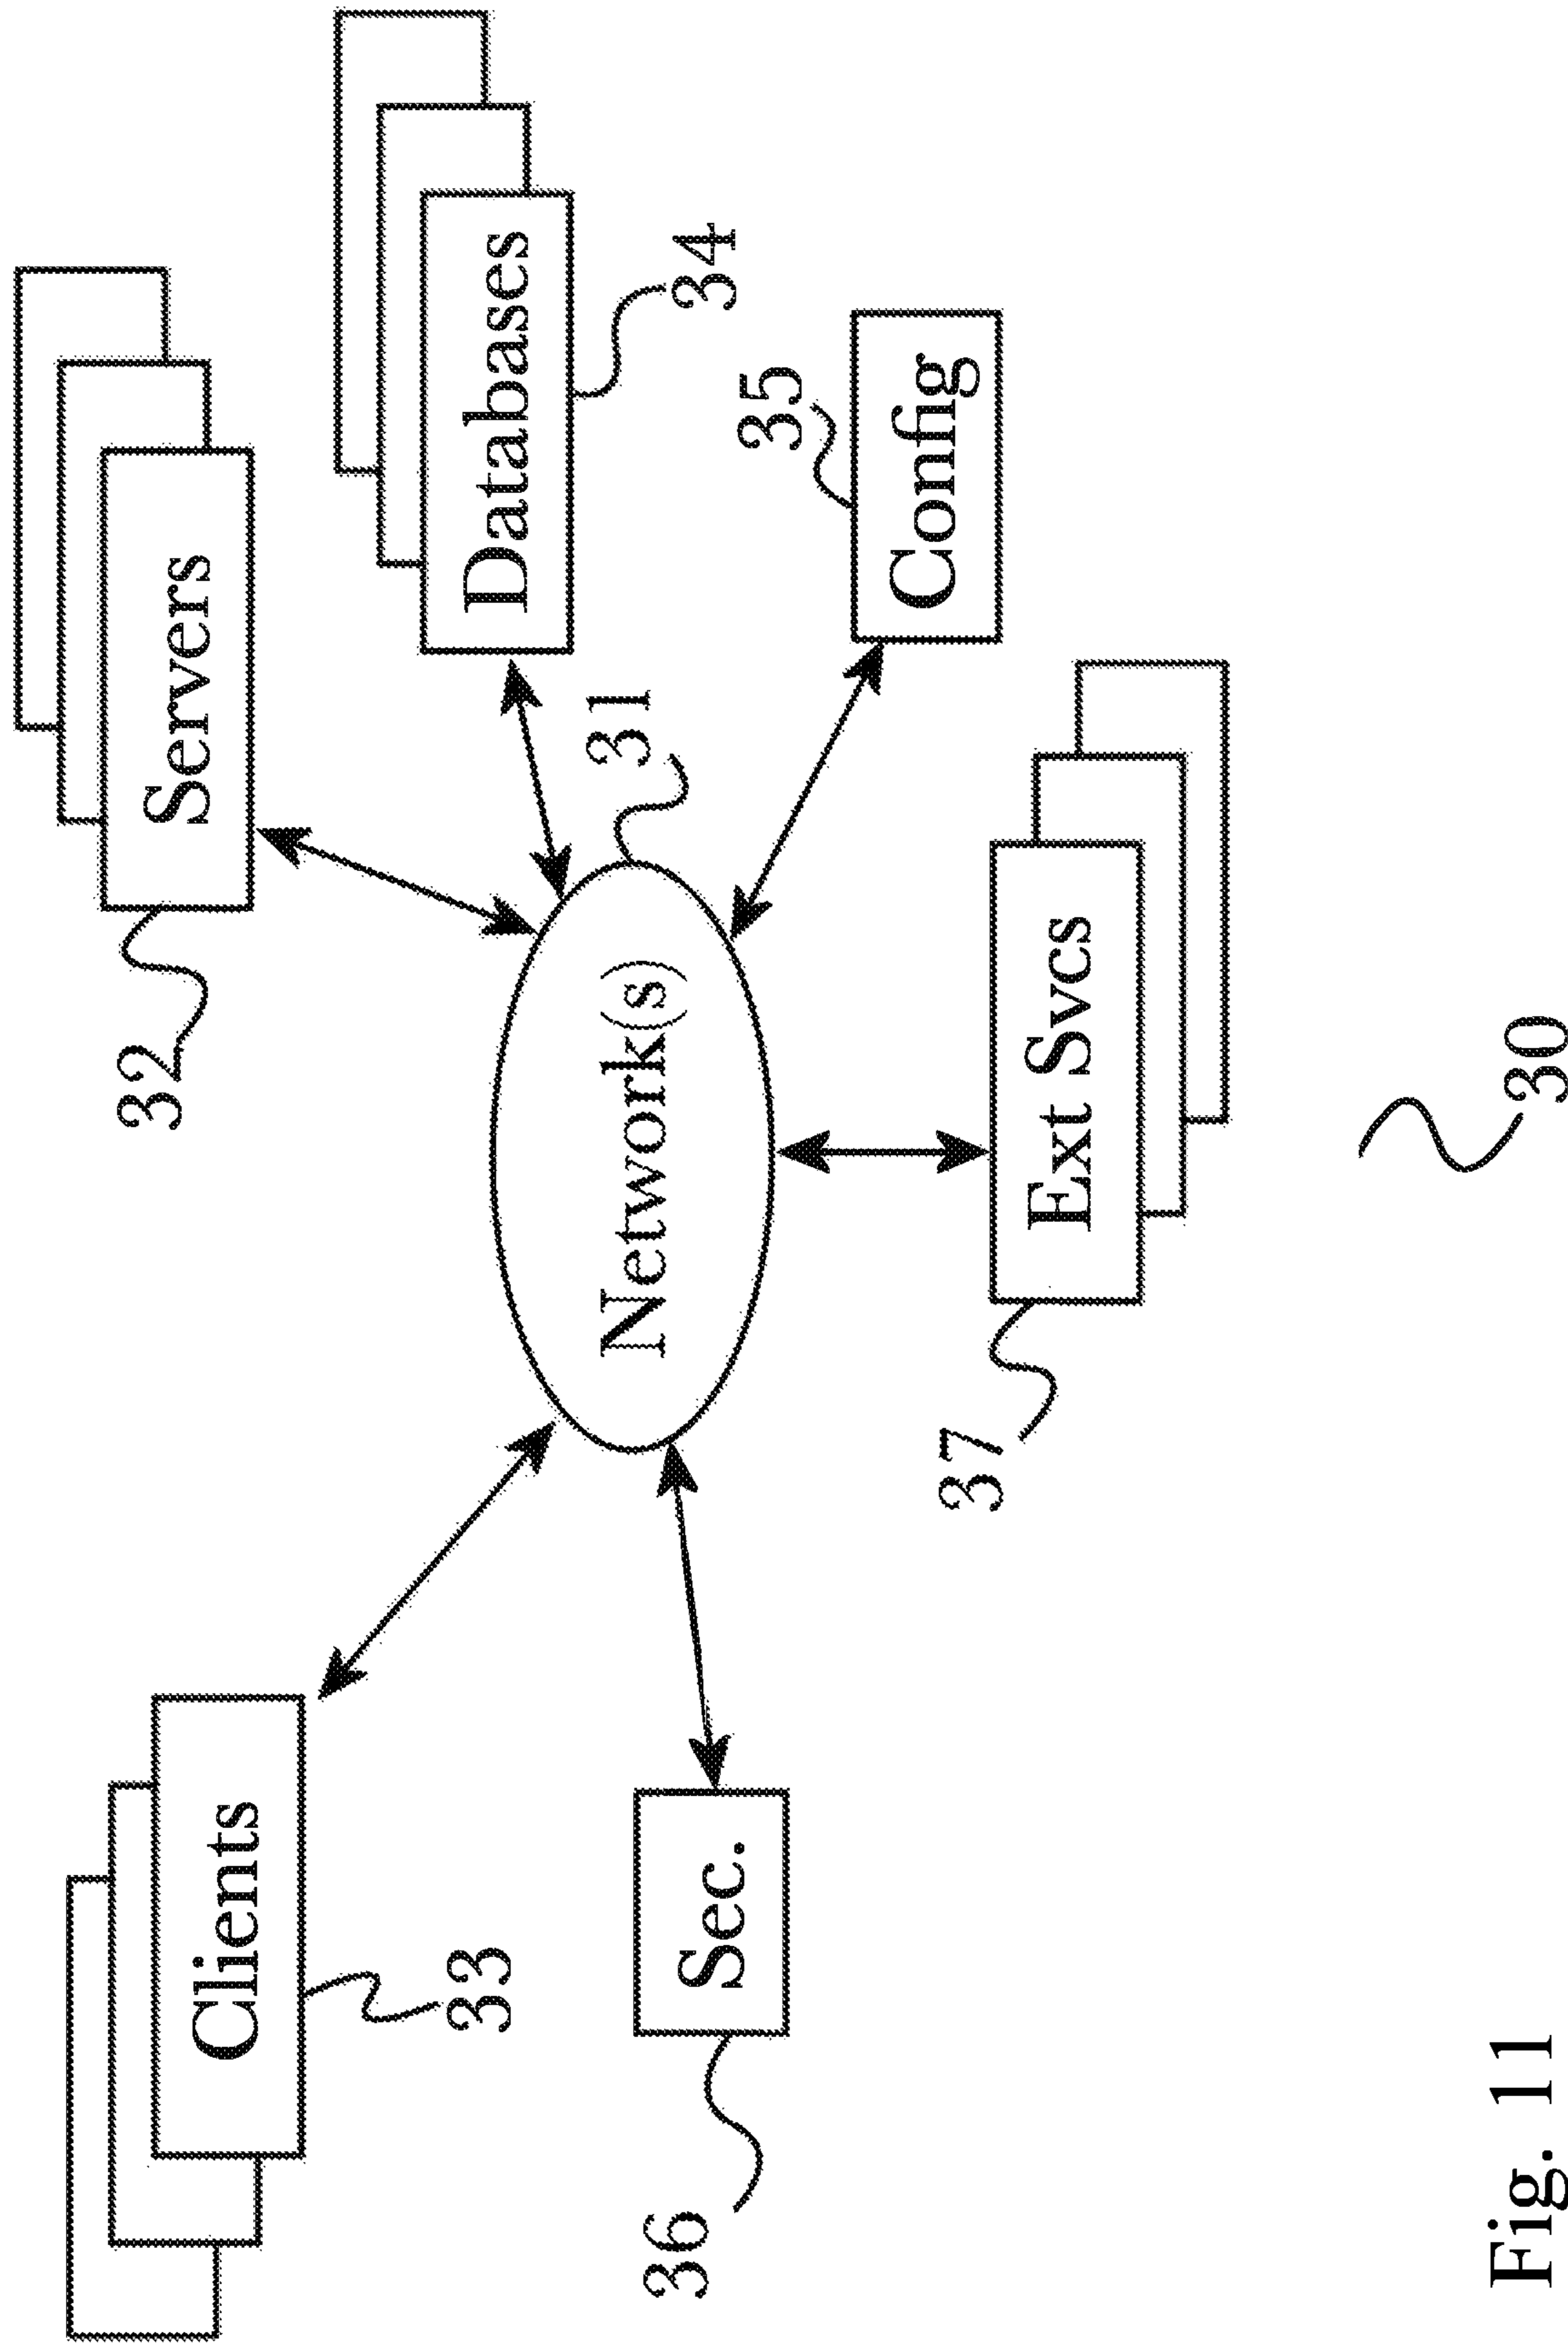 32
Servers
Clients
33
Databases
34
31
Network(s)
35
Config
36
Sec.
37
Ext Svcs
30
Fig. 11